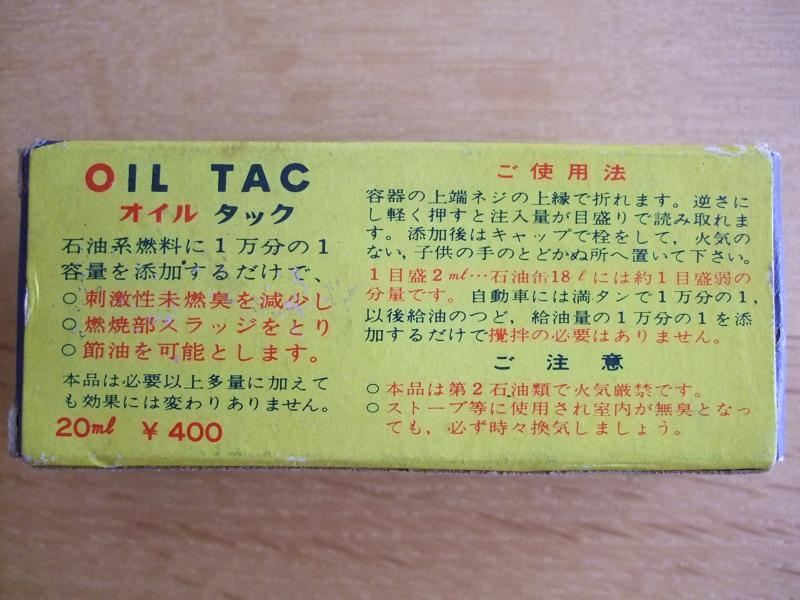 OIL TAC
オイル タック
石油系燃料に1万分の1
容量を添加するだけで、
○ 刺激性未燃臭を減少し
○ 燃焼部スラッジをとり
○ 節油を可能とします。
本品は必要以上多量に加えて
も効果には変わりありません。
20ml ￥400
ご使用法
容器の上端ネジの上縁で折れます。逆さに
し軽く押すと注入量が目盛りで読み取れま
す。添加後はキャップで栓をして，火気の
ない，子供の手のとどかぬ所へ置いて下さい。
1目盛2ml…石油缶18ℓには約1目盛弱の
分量です。自動車には満タンで1万分の1，
以後給油のつど，給油量の1万分の1を添
加するだけで攪拌の必要はありません。
ご注意
○ 本品は第2石油類で火気厳禁です。
○ ストーブ等に使用され室内が無臭となっ
ても，必ず時々換気しましょう。